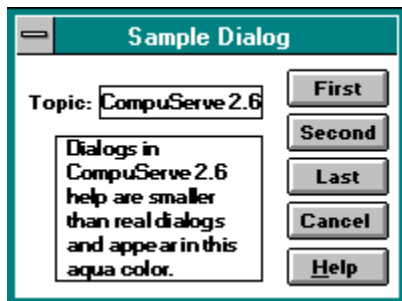 Sample Dialog
Topic: CompuServe 2.6
Dialogs in
CompuServe 2.6
help are smaller
than real dialogs
and appear in this
aqua color.
First
Second
Last
Cancel
Help